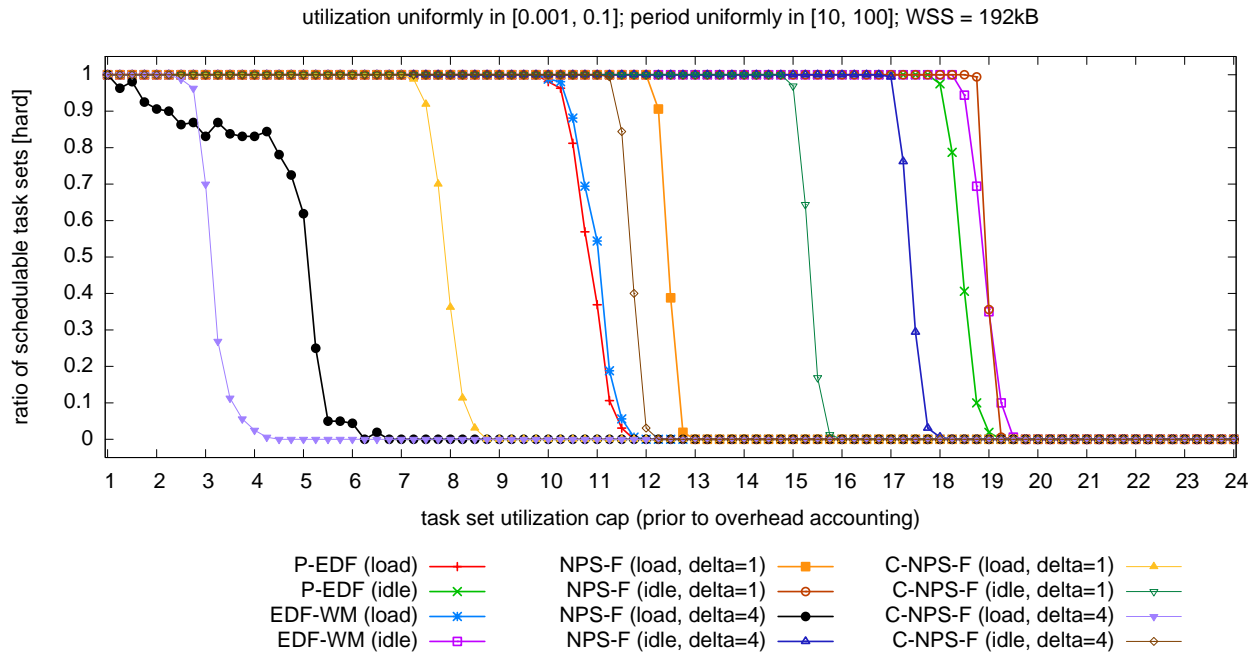 utilization uniformly in [0.001, 0.1]; period uniformly in [10, 100]; WSS = 192kB
ratio of schedulable task sets [hard]
1
0.9
0.8
0.7
0.6
0.5
0.4
0.3
0.2
0.1
0
1 2 3 4 5 6 7 8 9 10 11 12 13 14 15 16 17 18 19 20 21 22 23 24
task set utilization cap (prior to overhead accounting)
P-EDF (load) NPS-F (load, delta=1) C-NPS-F (load, delta=1)
P-EDF (idle) NPS-F (idle, delta=1) C-NPS-F (idle, delta=1)
EDF-WM (load) NPS-F (load, delta=4) C-NPS-F (load, delta=4)
EDF-WM (idle) NPS-F (idle, delta=4) C-NPS-F (idle, delta=4)